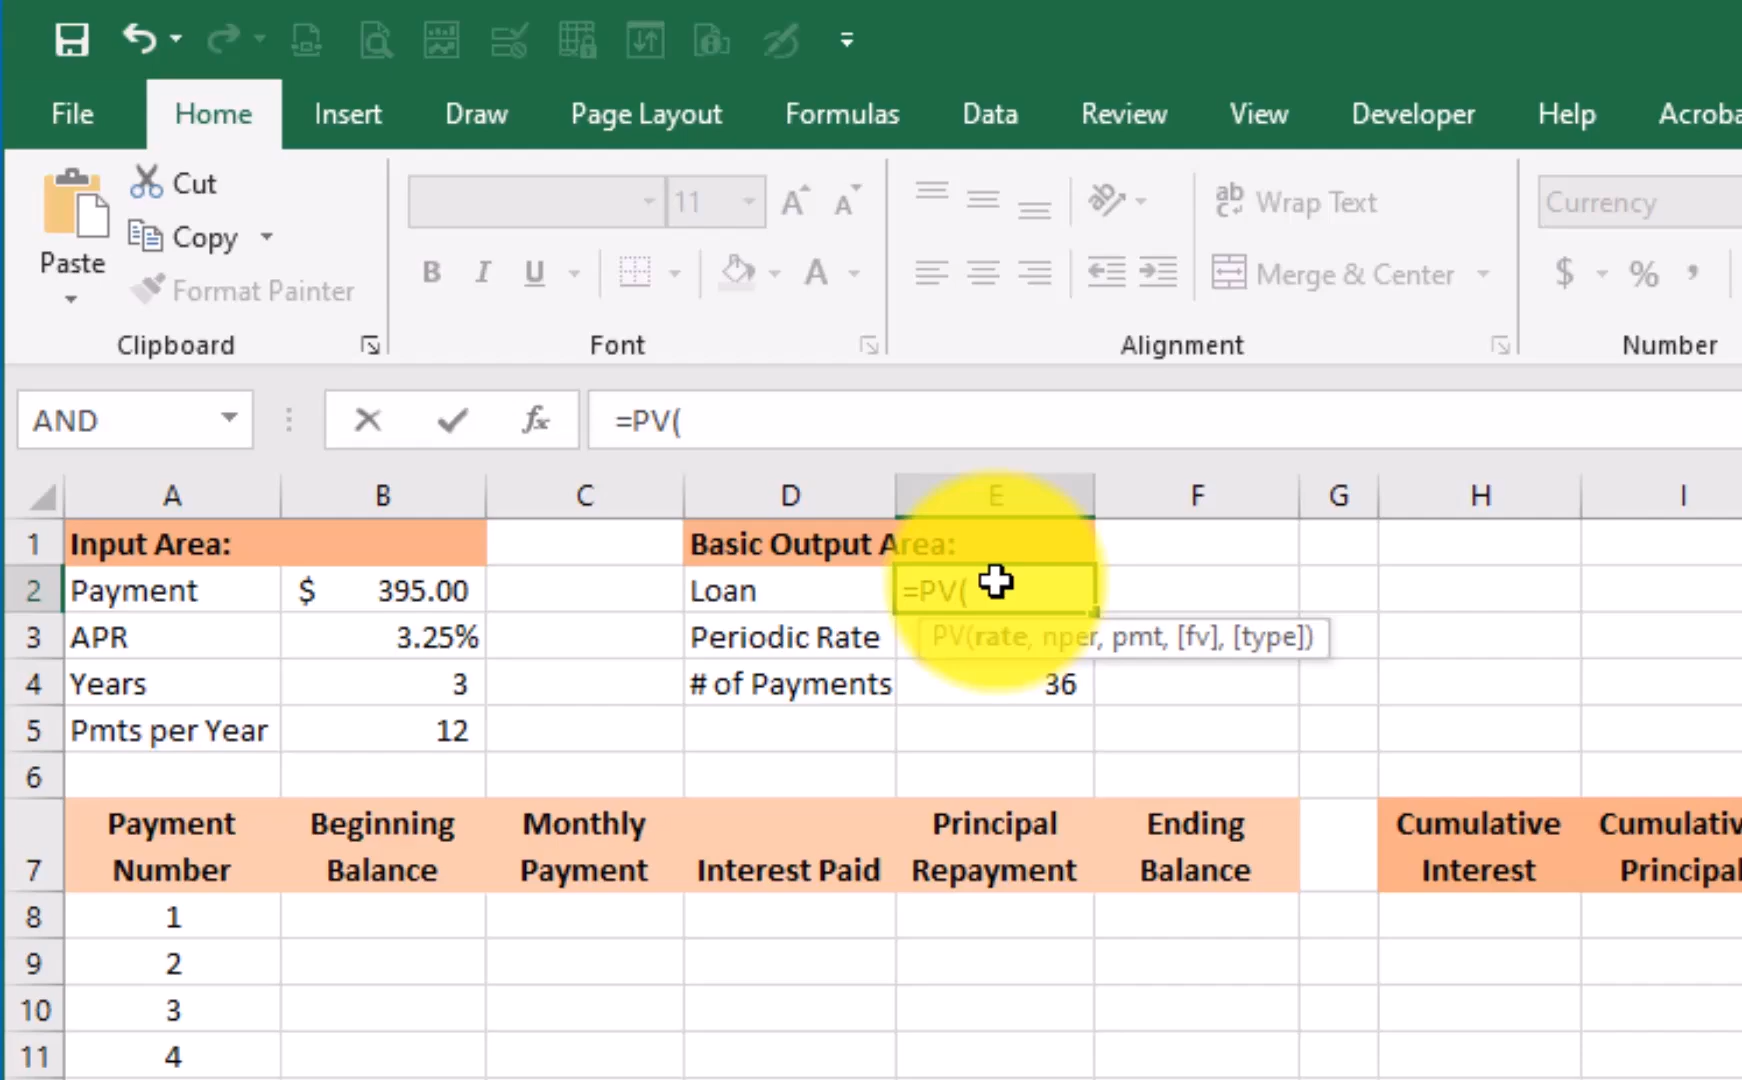 File Home Insert Draw Page Layout Formulas Data Review View Developer Help Acroba
Paste
Cut
Copy
Format Painter
Clipboard
11 A A
B I U A
Font
ab Wrap Text
Merge & Center
Alignment
Currency
$ % ,
Number
AND fx =PV(
A B C D E F G H I
1 Input Area: Basic Output Area:
2 Payment $ 395.00 Loan =PV(
3 APR 3.25% Periodic Rate PV(rate, nper, pmt, [fv], [type])
4 Years 3 # of Payments 36
5 Pmts per Year 12
6
Payment Beginning Monthly Principal Ending Cumulative Cumulativ
7 Number Balance Payment Interest Paid Repayment Balance Interest Principal
8 1
9 2
10 3
11 4